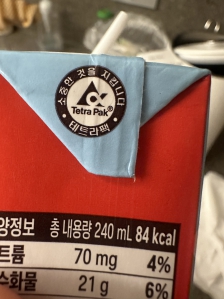 소중한 것을 지킵니다
Tetra Pak®
테트라팩
양정보 총 내용량 240 mL 84 kcal
트륨 70 mg 4%
수화물 21 g 6%